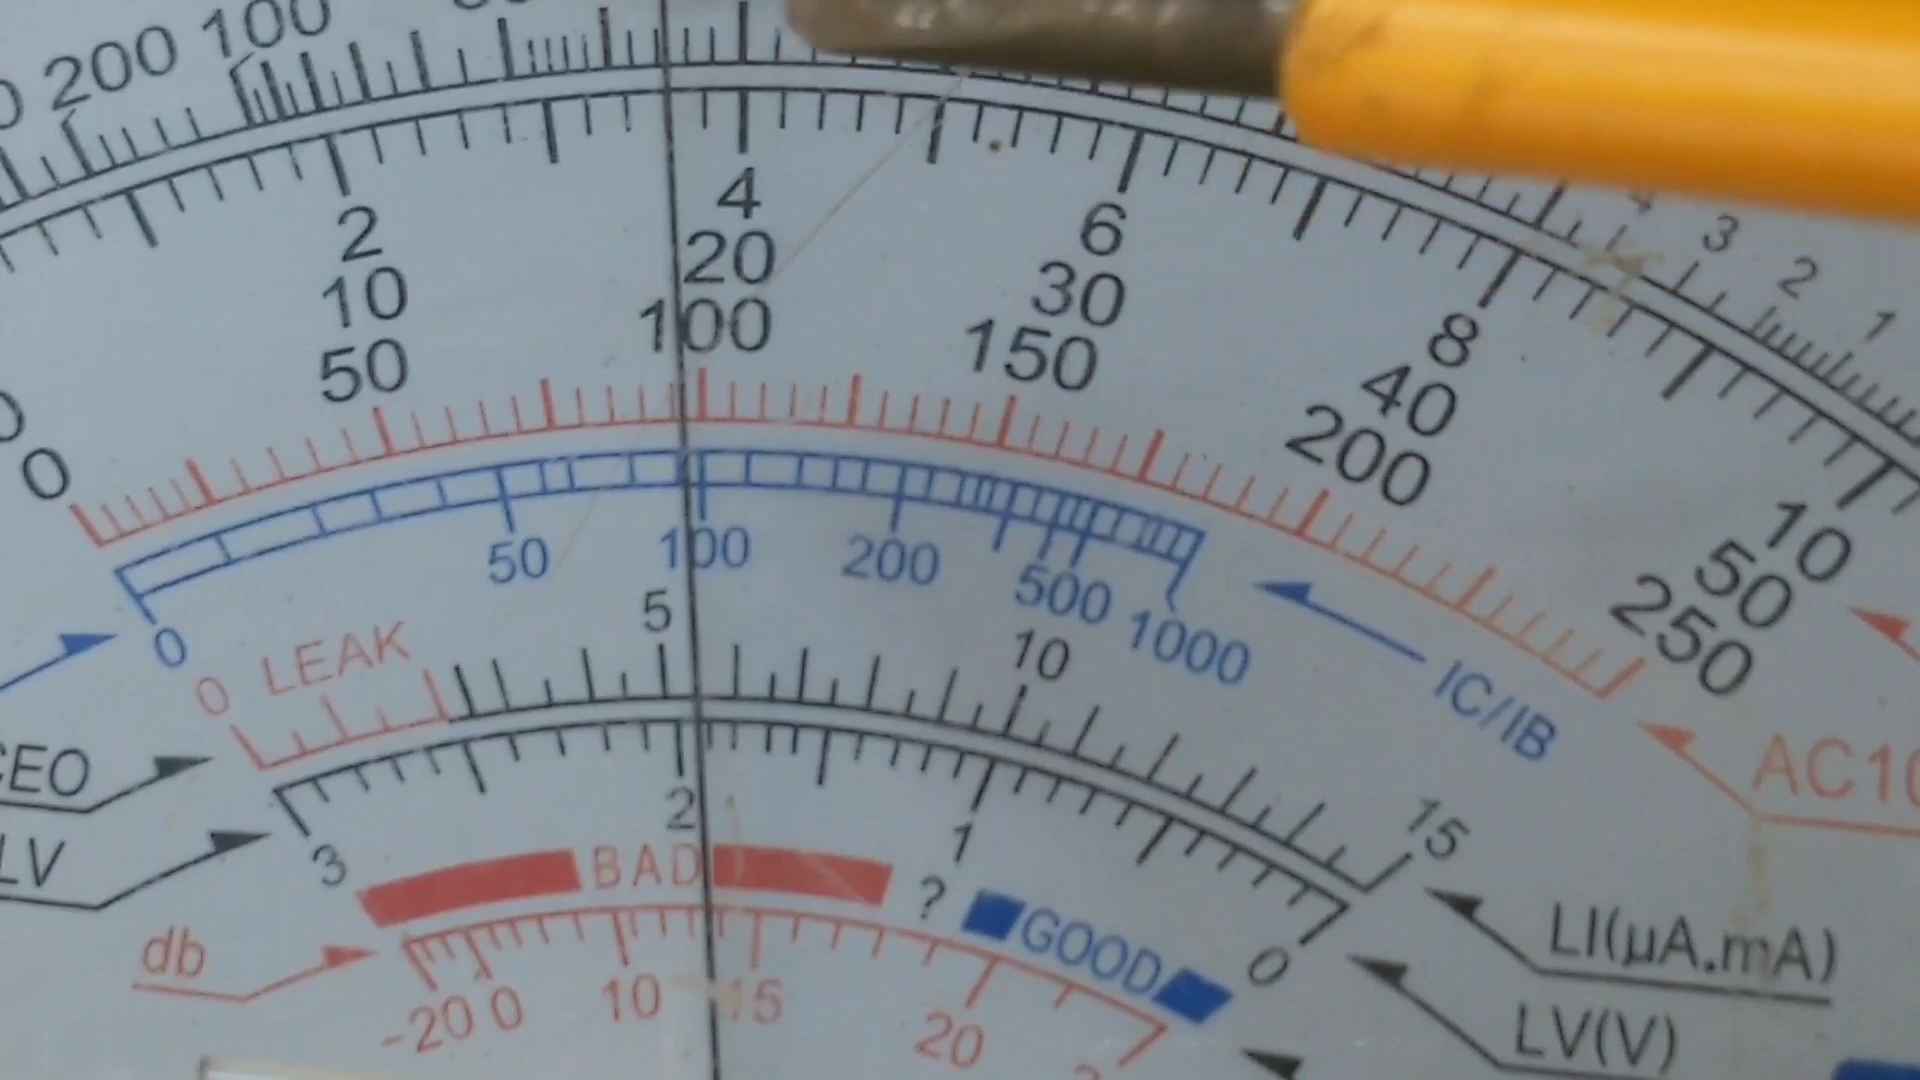 200 100
4 3 2 1
2 4 6 8 10
10 20 30 40 50
0 50 100 150 200 250
0 50 100 200 500 1000
IC/IB
AC10
0 LEAK 5 10 15
CEO
LI(µA.mA)
LV
3 2 1 0
LV(V)
BAD ? GOOD
db
-20 0 10 15 20